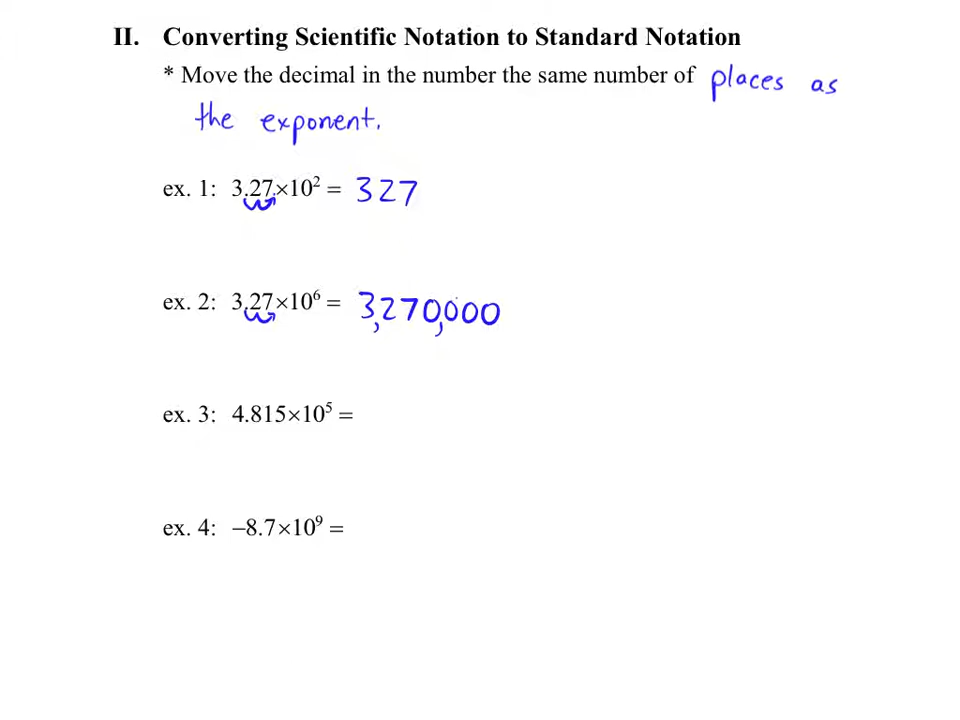 II. Converting Scientific Notation to Standard Notation
* Move the decimal in the number the same number of places as
the exponent.
ex. 1: 3.27×10² = 327
ex. 2: 3.27×10⁶ = 3,270,000
ex. 3: 4.815×10⁵ =
ex. 4: −8.7×10⁹ =